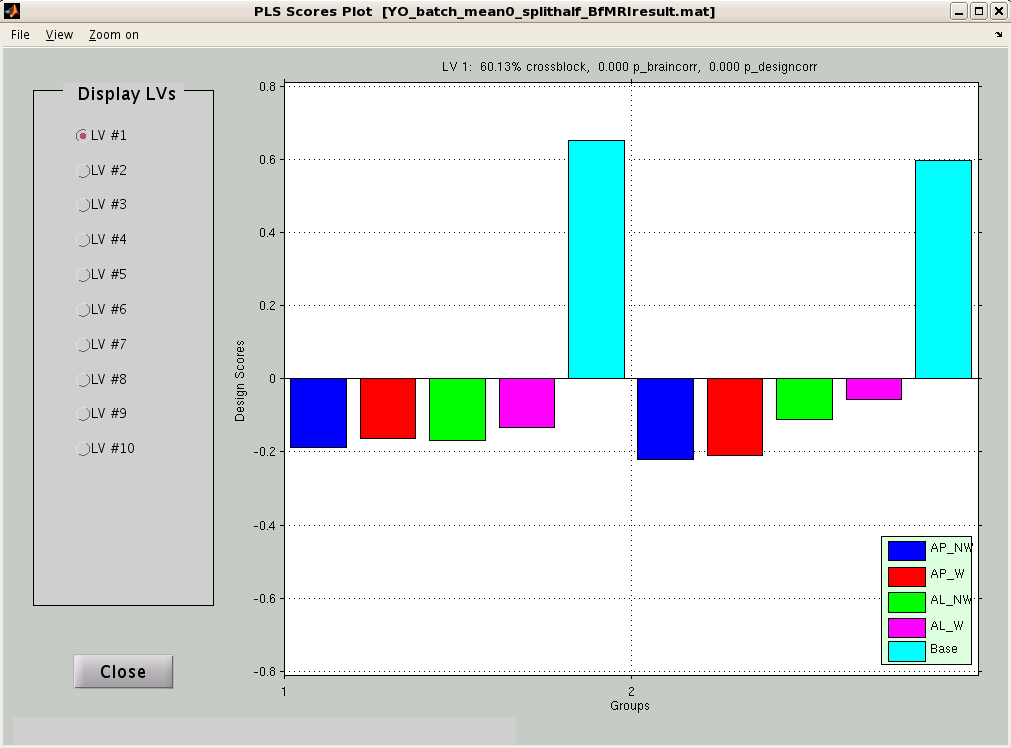 PLS Scores Plot [YO_batch_mean0_splithalf_BfMRIresult.mat]
File View Zoom on
Display LVs
LV #1
LV #2
LV #3
LV #4
LV #5
LV #6
LV #7
LV #8
LV #9
LV #10
Close
LV 1: 60.13% crossblock, 0.000 p_braincorr, 0.000 p_designcorr
Design Scores
0.8
0.6
0.4
0.2
0
-0.2
-0.4
-0.6
-0.8
1 2
Groups
AP_NW
AP_W
AL_NW
AL_W
Base